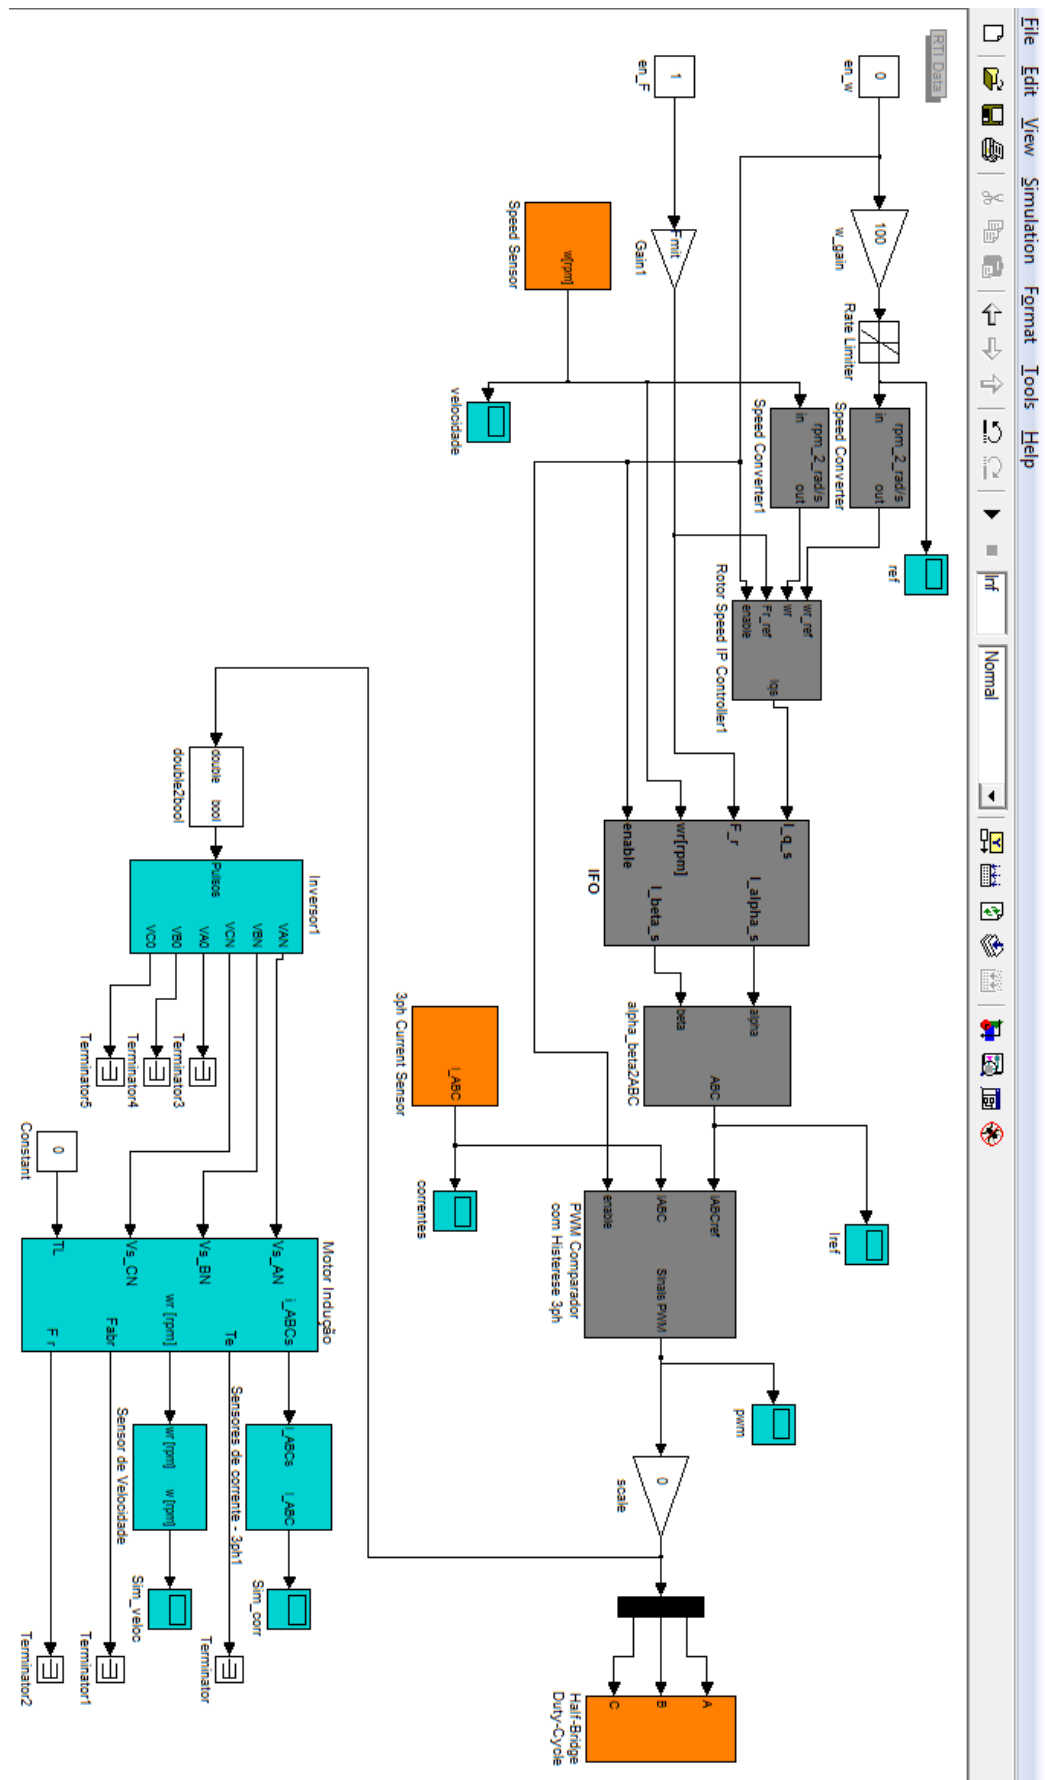 File Edit View Simulation Format Tools Help
Inf
Normal
RTI Data
0
en_w
100
w_gain
Rate Limiter
rpm_2_rad/s
in
out
Speed Converter
ref
rpm_2_rad/s
in
out
Speed Converter1
1
en_F
Fmit
Gain1
w[rpm]
Speed Sensor
velocidade
wr_ref
wr
Fr_ref
enable
Iqs
Rotor Speed IP Controller1
I_q_s
F_r
wr[rpm]
enable
I_alpha_s
I_beta_s
IFO
alpha
beta
ABC
alpha_beta2ABC
Iref
I_ABC
3ph Current Sensor
correntes
IABCref
IABC
enable
Sinais PWM
PWM Comparador
com Histerese 3ph
pwm
0
scale
A
B
C
Half-Bridge
Duty-Cycle
double
bool
double2bool
Inversor1
Pulsos
VAN
VBN
VCN
VA0
VB0
VC0
Terminator3
Terminator4
Terminator5
0
Constant
Motor Indução
Vs_AN
Vs_BN
Vs_CN
TL
i_ABCs
Te
wr [rpm]
Fabr
F r
I_ABCs
I_ABC
Sensores de corrente - 3ph1
Sim_corr
wr [rpm]
w [rpm]
Sensor de Velocidade
Sim_veloc
Terminator
Terminator1
Terminator2